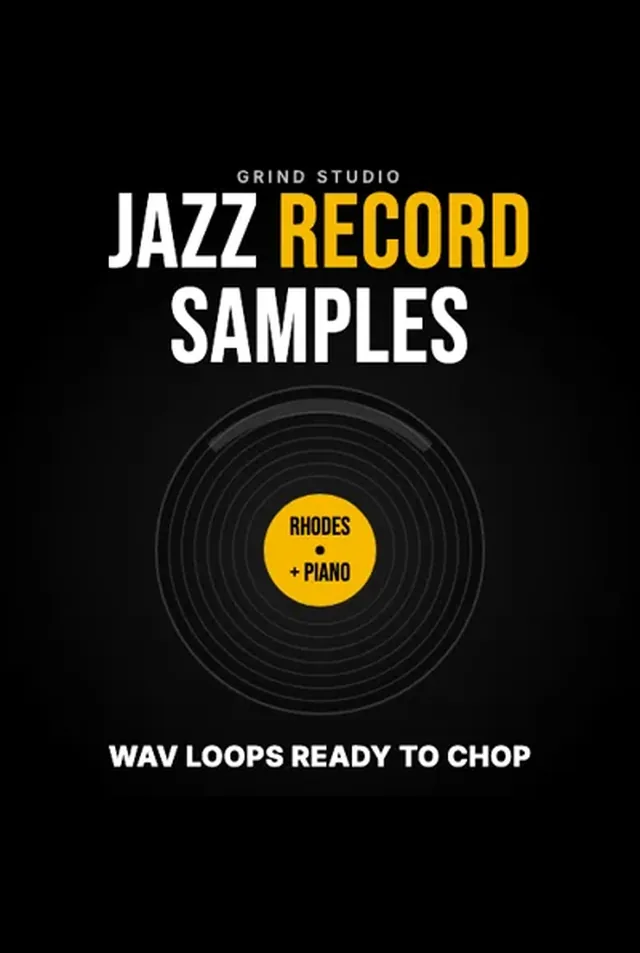 GRIND STUDIO
JAZZ RECORD
SAMPLES
RHODES
+ PIANO
WAV LOOPS READY TO CHOP